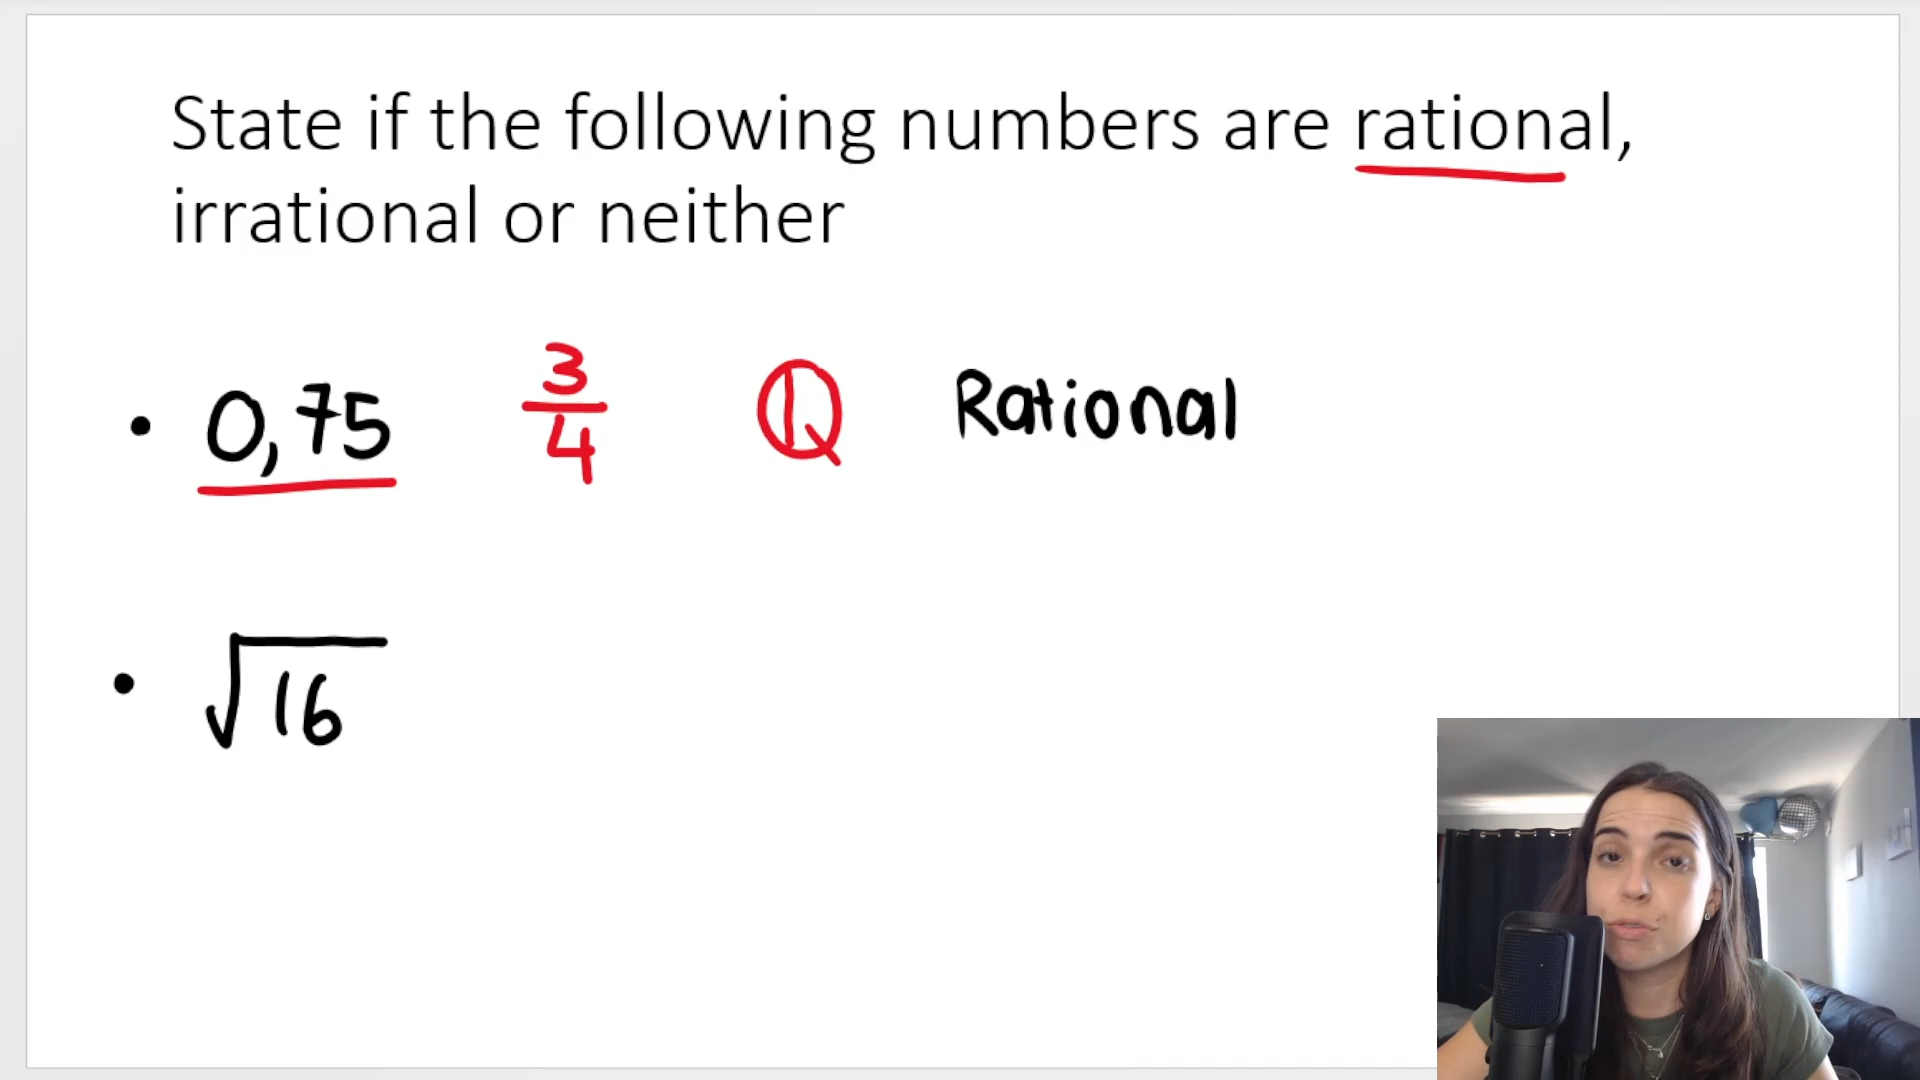 State if the following numbers are rational,
irrational or neither
• 0,75 3/4 ℚ Rational
• √16